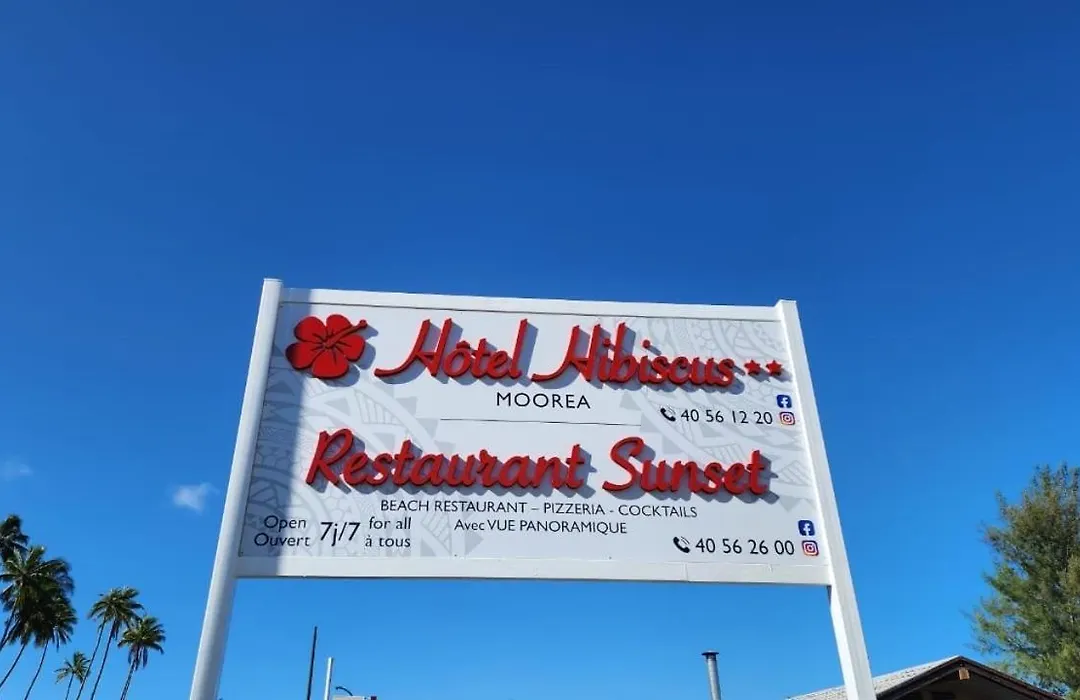 Hôtel Hibiscus★★
MOOREA
40 56 12 20
Restaurant Sunset
BEACH RESTAURANT – PIZZERIA - COCKTAILS
Avec VUE PANORAMIQUE
Open 7j/7 for all
Ouvert à tous
40 56 26 00